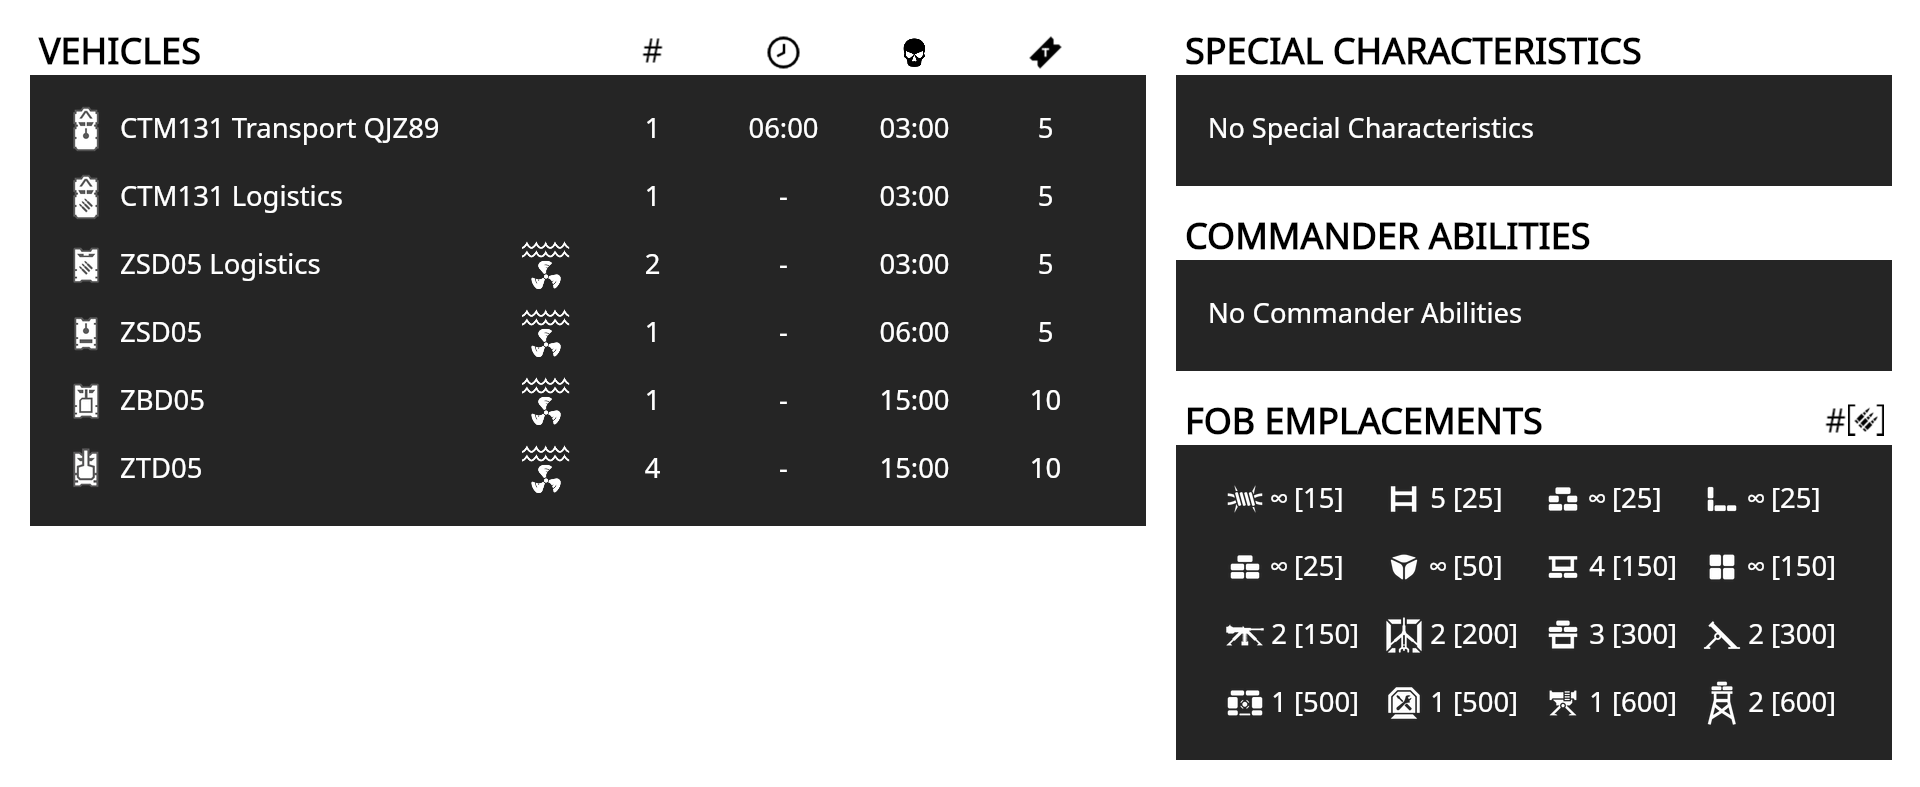 VEHICLES #
CTM131 Transport QJZ89 1 06:00 03:00 5
CTM131 Logistics 1 - 03:00 5
ZSD05 Logistics 2 - 03:00 5
ZSD05 1 - 06:00 5
ZBD05 1 - 15:00 10
ZTD05 4 - 15:00 10
SPECIAL CHARACTERISTICS
No Special Characteristics
COMMANDER ABILITIES
No Commander Abilities
FOB EMPLACEMENTS #[ ]
∞ [15] 5 [25] ∞ [25] ∞ [25]
∞ [25] ∞ [50] 4 [150] ∞ [150]
2 [150] 2 [200] 3 [300] 2 [300]
1 [500] 1 [500] 1 [600] 2 [600]